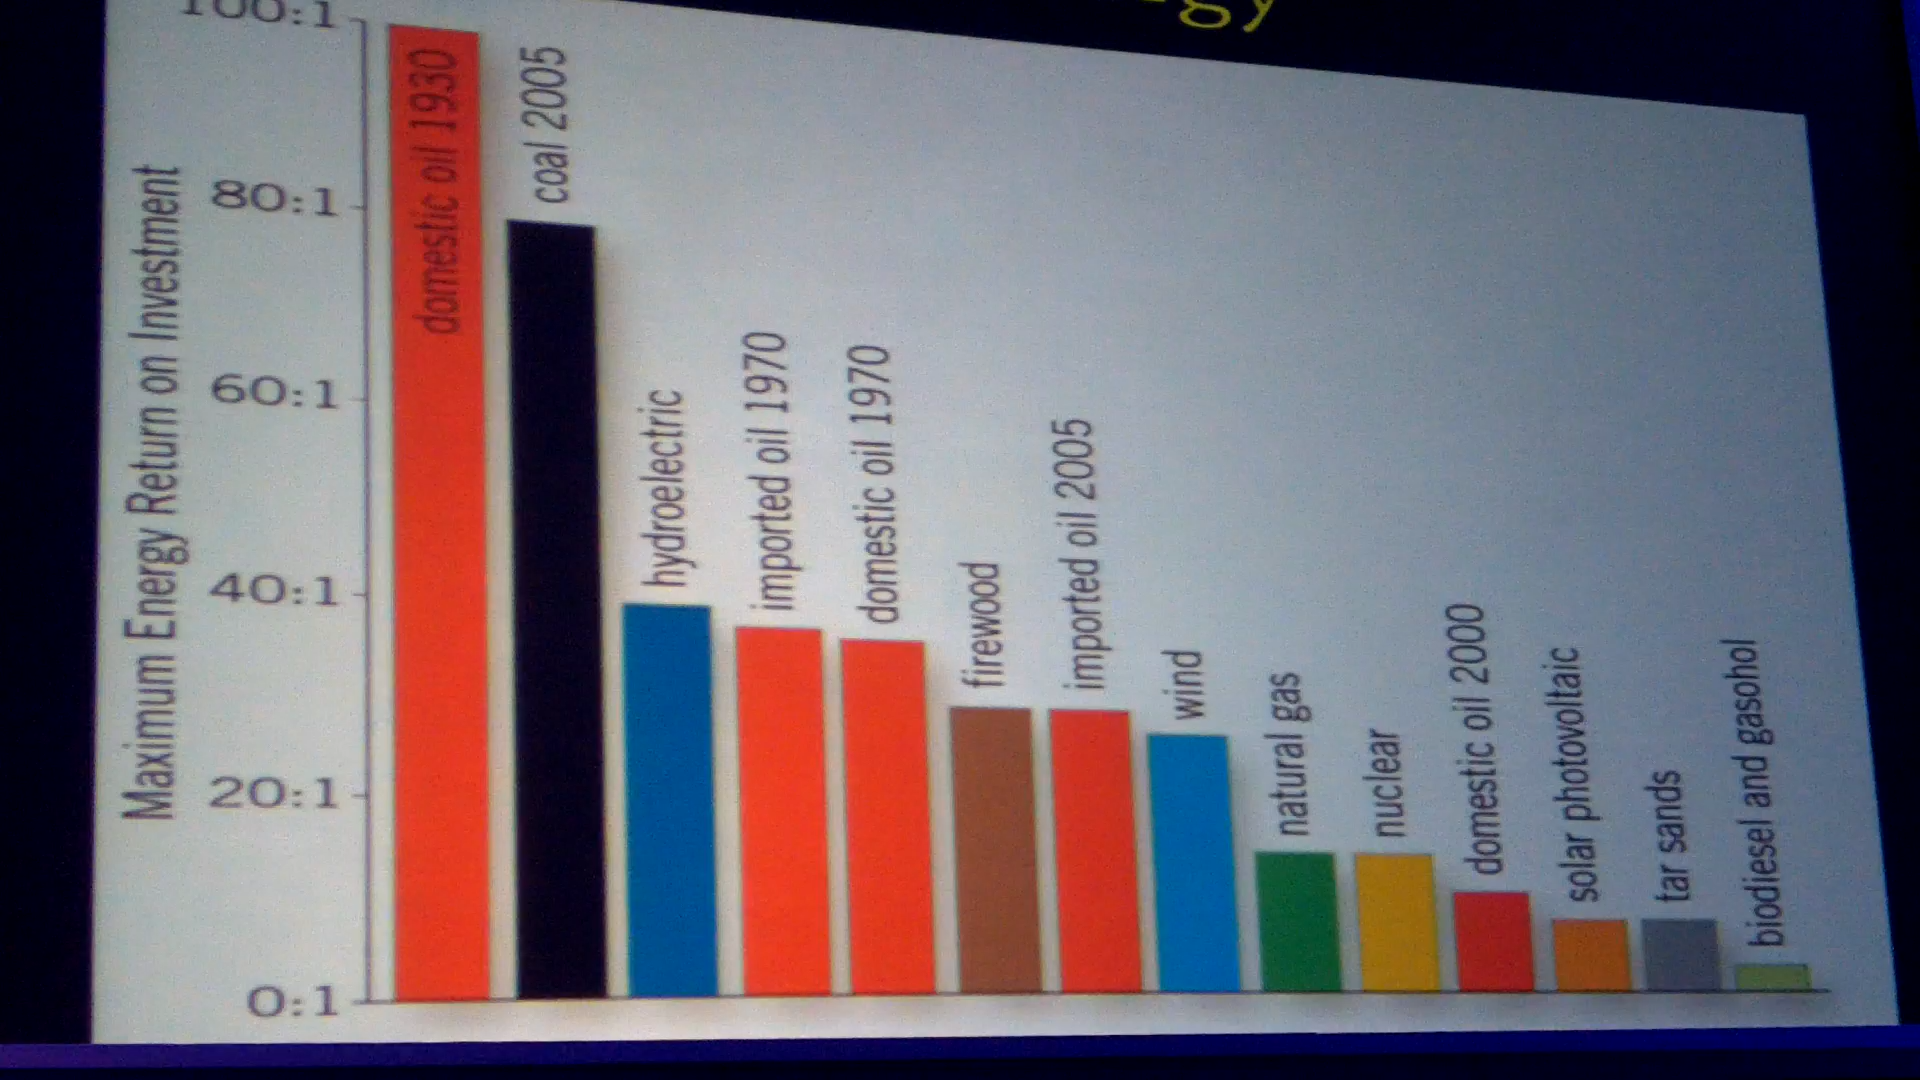 Maximum Energy Return on Investment
100:1
80:1
60:1
40:1
20:1
0:1
domestic oil 1930
coal 2005
hydroelectric
imported oil 1970
domestic oil 1970
firewood
imported oil 2005
wind
natural gas
nuclear
domestic oil 2000
solar photovoltaic
tar sands
biodiesel and gasohol